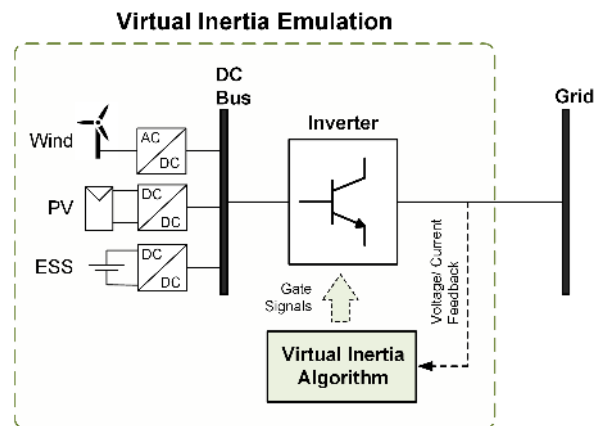 Virtual Inertia Emulation
DC
Bus
Grid
Inverter
Wind
AC
DC
PV
DC
DC
ESS
DC
DC
Gate
Signals
Voltage/ Current
Feedback
Virtual Inertia
Algorithm